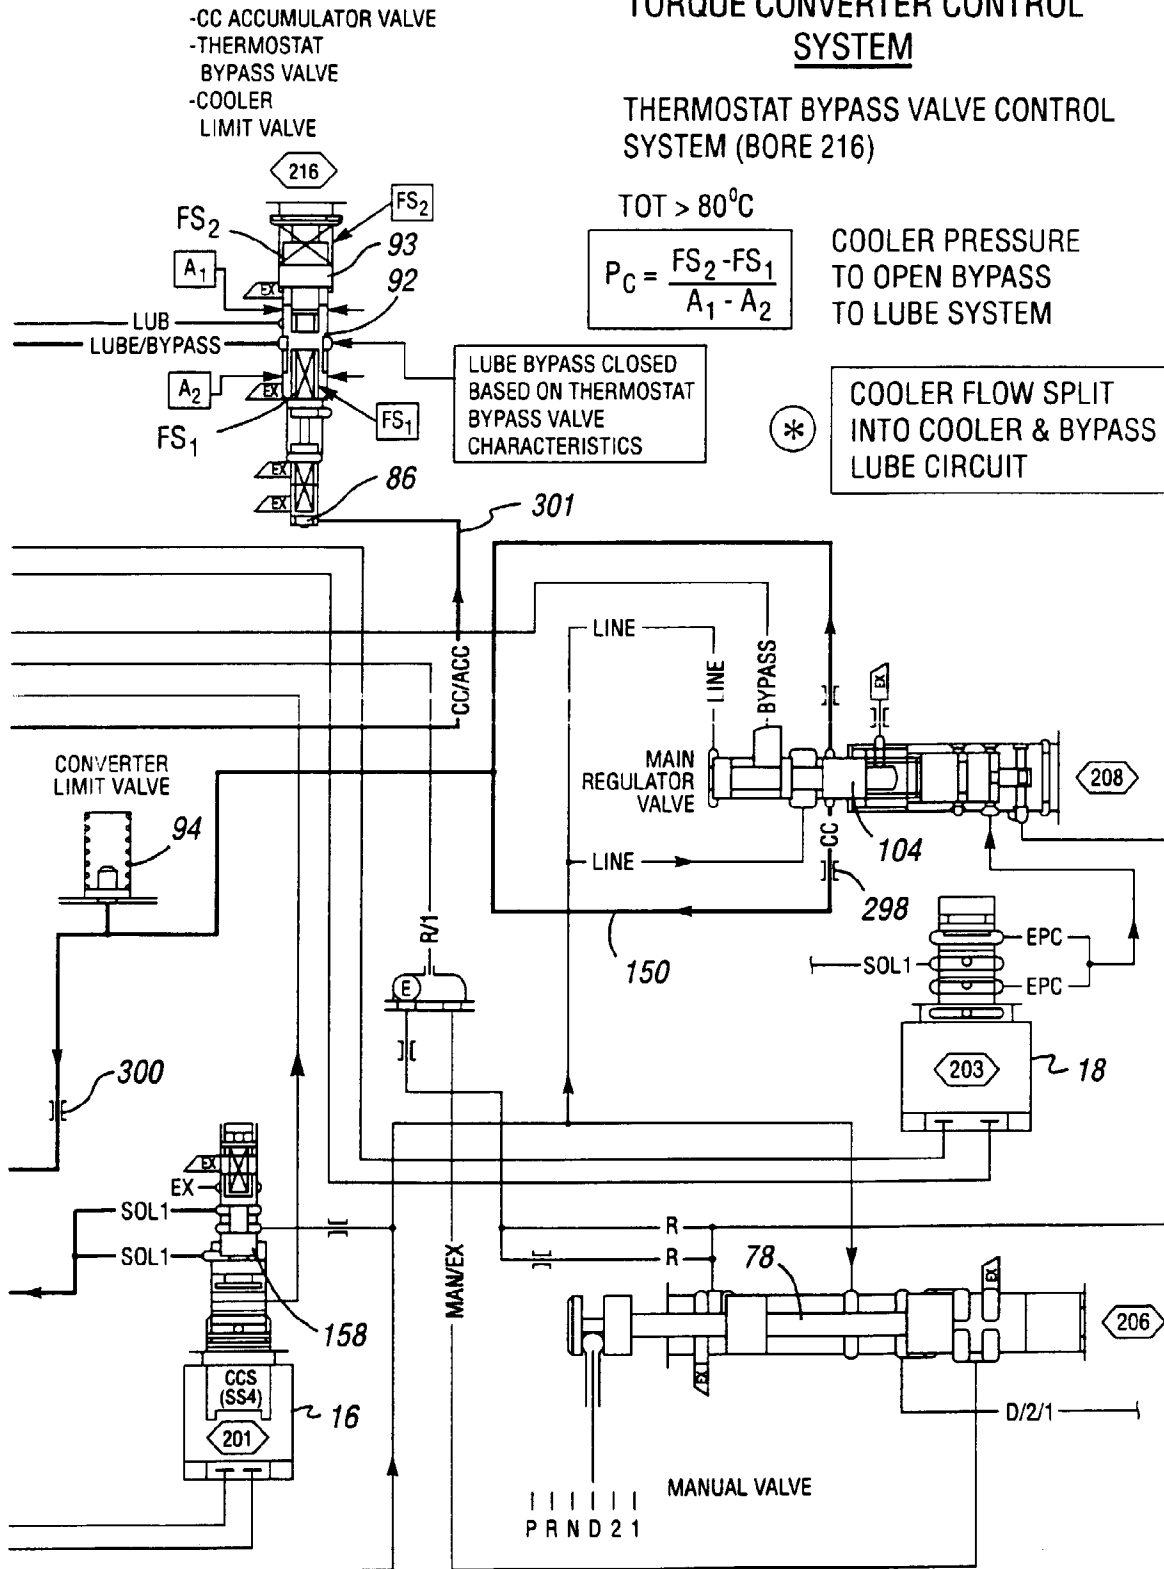 -CC ACCUMULATOR VALVE
-THERMOSTAT
BYPASS VALVE
-COOLER
LIMIT VALVE
TORQUE CONVERTER CONTROL
SYSTEM
THERMOSTAT BYPASS VALVE CONTROL
SYSTEM (BORE 216)
TOT > 80⁰C
P_C = FS₂ -FS₁ / A₁ - A₂
COOLER PRESSURE
TO OPEN BYPASS
TO LUBE SYSTEM
216
FS₂
FS₂
93
A₁
92
EX
LUB
LUBE/BYPASS
A₂
EX
FS₁
FS₁
LUBE BYPASS CLOSED
BASED ON THERMOSTAT
BYPASS VALVE
CHARACTERISTICS
*
COOLER FLOW SPLIT
INTO COOLER & BYPASS
LUBE CIRCUIT
EX
EX
86
301
LINE
LINE
BYPASS
CC/ACC
EX
MAIN
REGULATOR
VALVE
208
CONVERTER
LIMIT VALVE
94
104
CC
LINE
298
150
R/1
E
EPC
SOL1
EPC
203
18
300
EX
EX
SOL1
SOL1
158
MAN/EX
R
R
78
EX
EX
206
CCS
(SS4)
16
201
D/2/1
MANUAL VALVE
P R N D 2 1